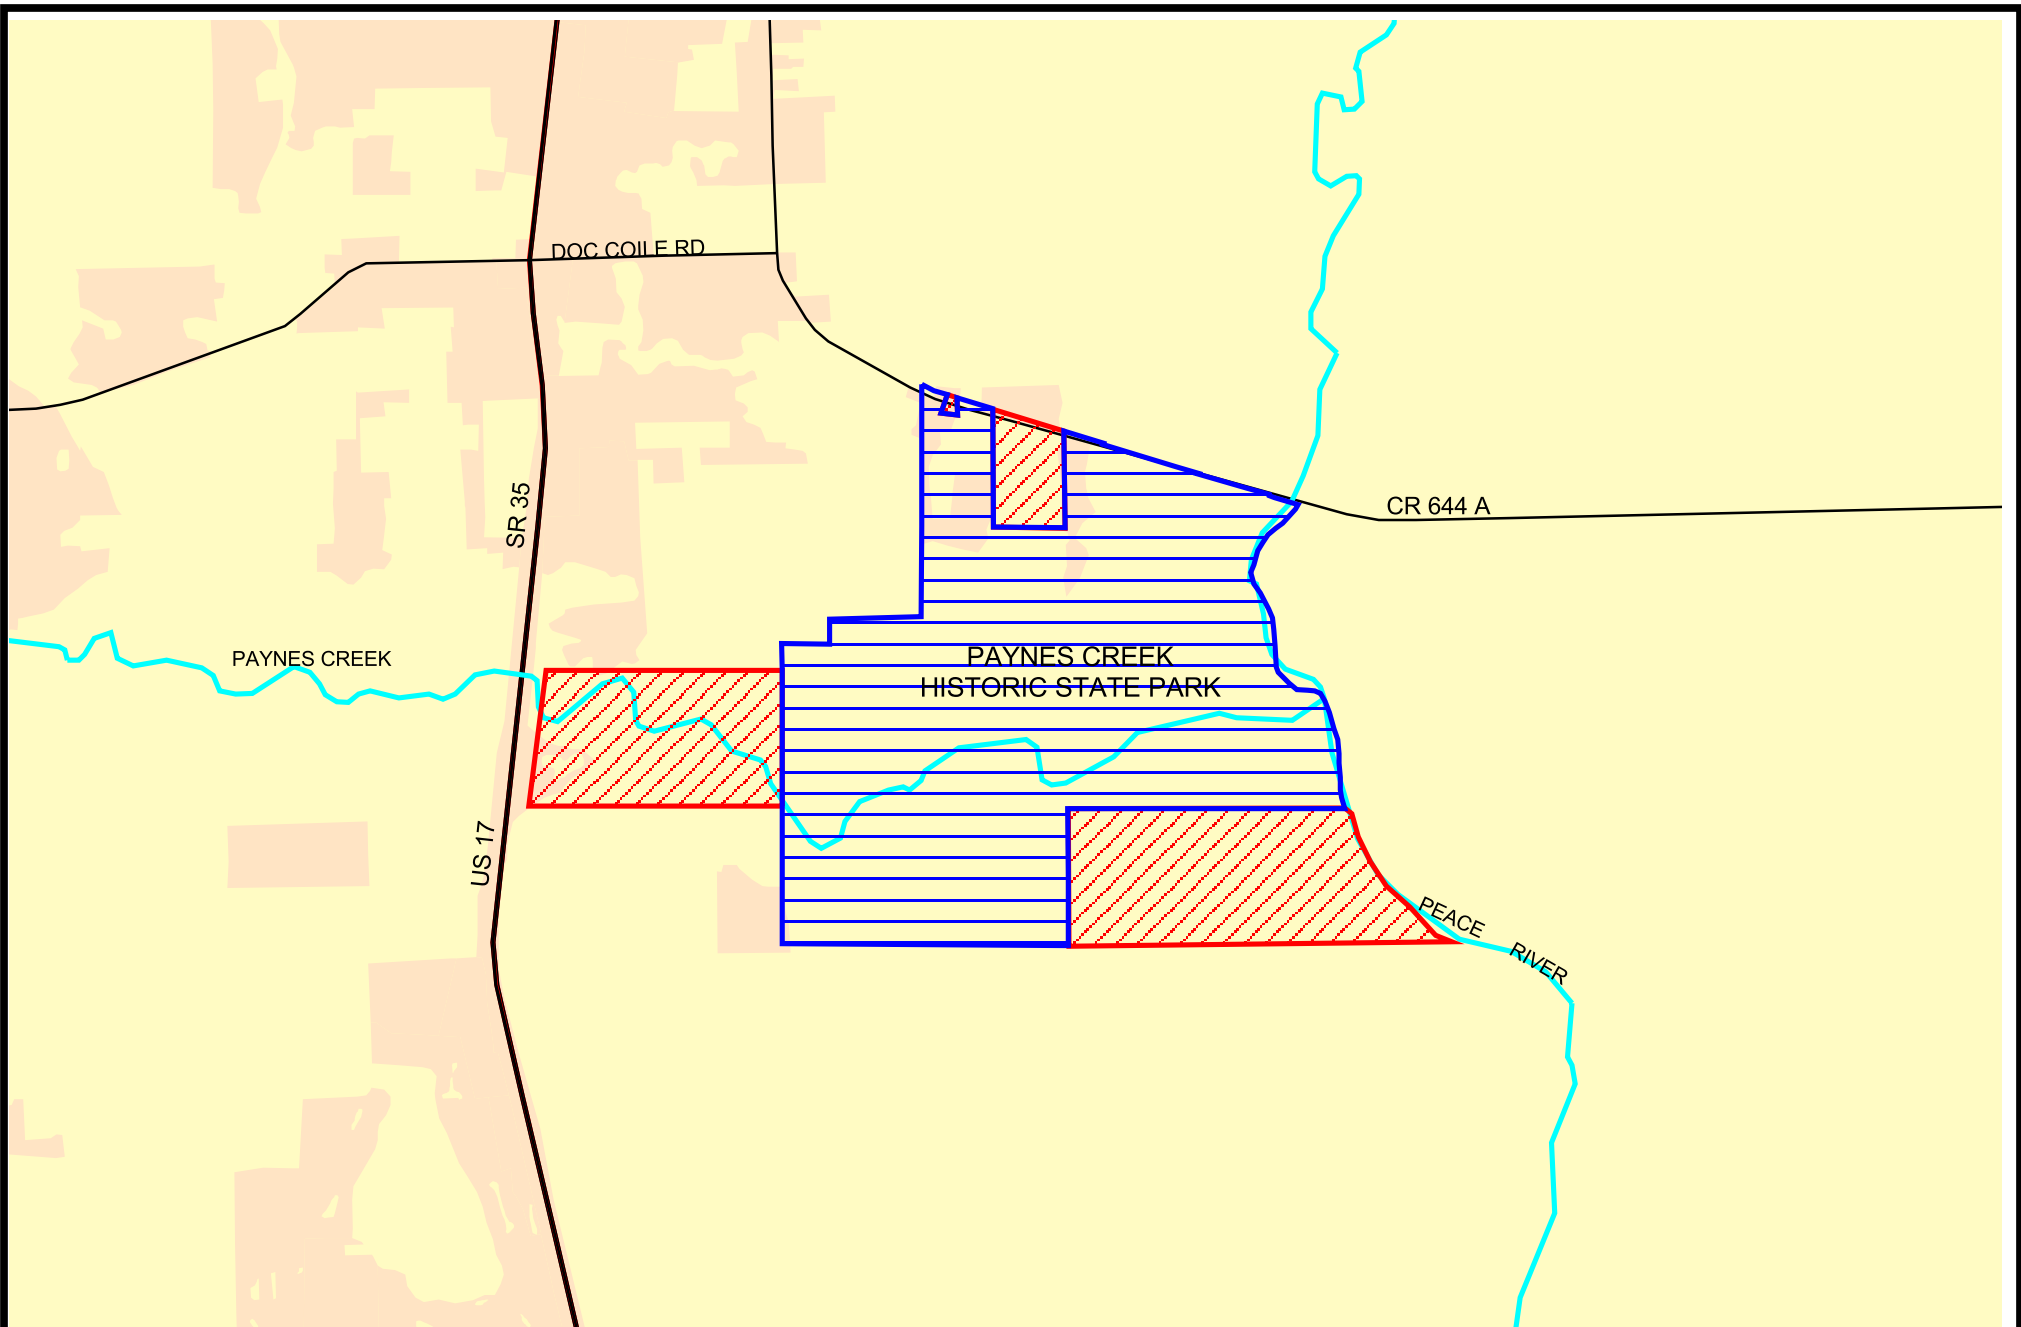 DOC COILE RD
SR 35
CR 644 A
PAYNES CREEK
PAYNES CREEK
HISTORIC STATE PARK
US 17
PEACE
RIVER